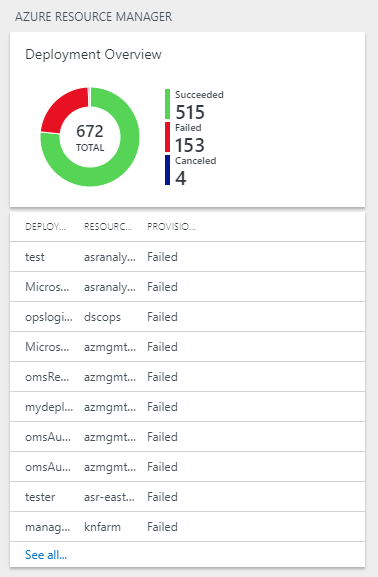 AZURE RESOURCE MANAGER
Deployment Overview
672
TOTAL
Succeeded
515
Failed
153
Canceled
4
DEPLOY... RESOURC... PROVISIO...
test asranaly... Failed
Micros... asranaly... Failed
opslogi... dscops Failed
Micros... azmgmt... Failed
omsRe... azmgmt... Failed
mydepl... azmgmt... Failed
omsAu... azmgmt... Failed
omsAu... azmgmt... Failed
tester asr-east... Failed
manag... knfarm Failed
See all...